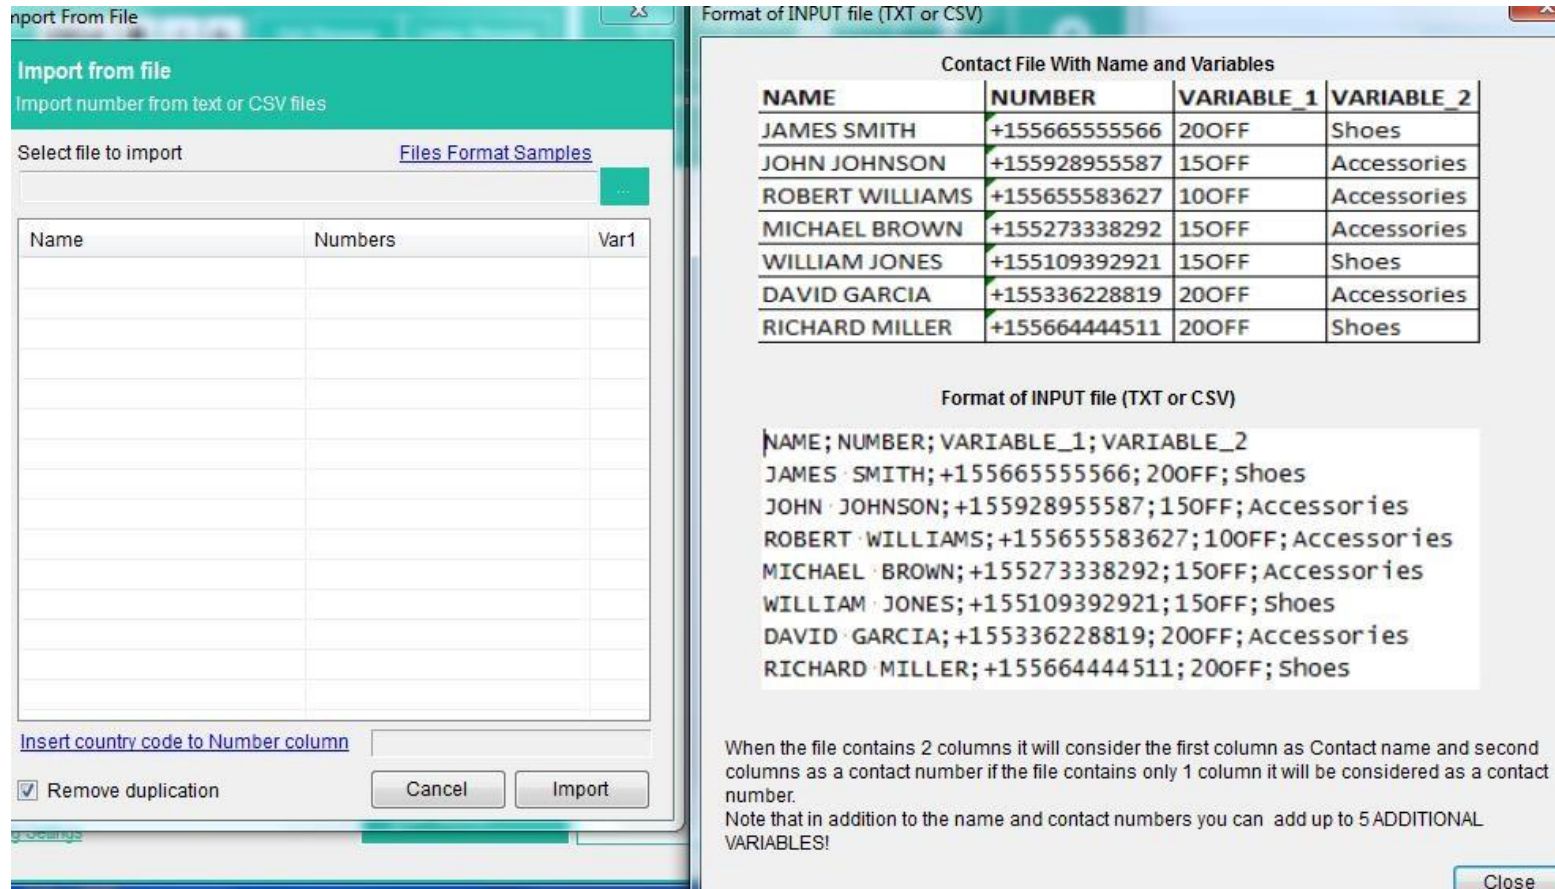 mport From File
Import from file
Import number from text or CSV files
Select file to import Files Format Samples
...
Name Numbers Var1
Insert country code to Number column
Remove duplication Cancel Import
Format of INPUT file (TXT or CSV)
Contact File With Name and Variables
NAME NUMBER VARIABLE_1 VARIABLE_2
JAMES SMITH +155665555566 20OFF Shoes
JOHN JOHNSON +155928955587 15OFF Accessories
ROBERT WILLIAMS +155655583627 10OFF Accessories
MICHAEL BROWN +155273338292 15OFF Accessories
WILLIAM JONES +155109392921 15OFF Shoes
DAVID GARCIA +155336228819 20OFF Accessories
RICHARD MILLER +155664444511 20OFF Shoes
Format of INPUT file (TXT or CSV)
NAME;NUMBER;VARIABLE_1;VARIABLE_2
JAMES SMITH;+155665555566;20OFF;Shoes
JOHN JOHNSON;+155928955587;15OFF;Accessories
ROBERT WILLIAMS;+155655583627;10OFF;Accessories
MICHAEL BROWN;+155273338292;15OFF;Accessories
WILLIAM JONES;+155109392921;15OFF;Shoes
DAVID GARCIA;+155336228819;20OFF;Accessories
RICHARD MILLER;+155664444511;20OFF;Shoes
When the file contains 2 columns it will consider the first column as Contact name and second
columns as a contact number if the file contains only 1 column it will be considered as a contact
number.
Note that in addition to the name and contact numbers you can add up to 5 ADDITIONAL
VARIABLES!
Close